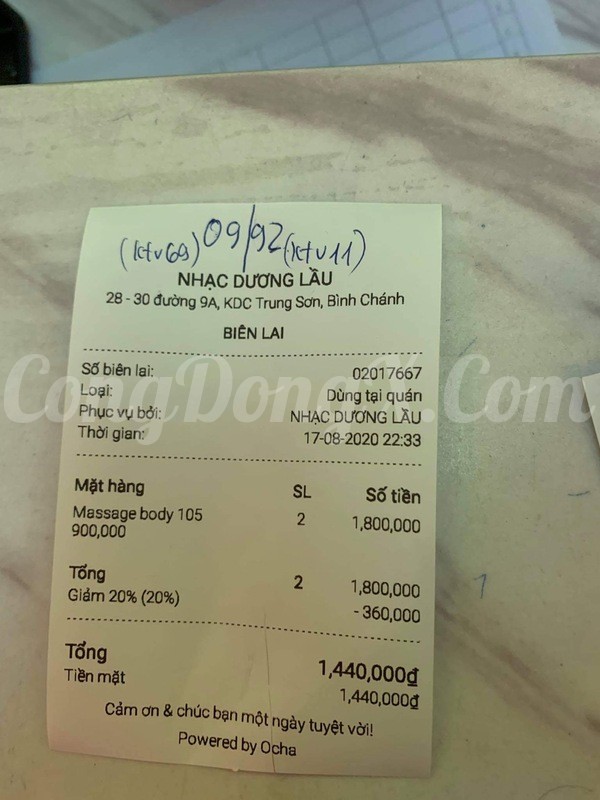 (ktv69) 09/92 (ktv11)
NHẠC DƯƠNG LẦU
28 - 30 đường 9A, KDC Trung Sơn, Bình Chánh
BIÊN LAI
Số biên lai: 02017667
Loại: Dùng tại quán
CongDongX.Com
Phục vụ bởi: NHẠC DƯƠNG LẦU
Thời gian: 17-08-2020 22:33
Mặt hàng SL Số tiền
Massage body 105 2 1,800,000
900,000
Tổng 2 1,800,000
Giảm 20% (20%) -360,000
Tổng 1,440,000₫
Tiền mặt 1,440,000
Cảm ơn & chúc bạn một ngày tuyệt vời!
Powered by Ocha